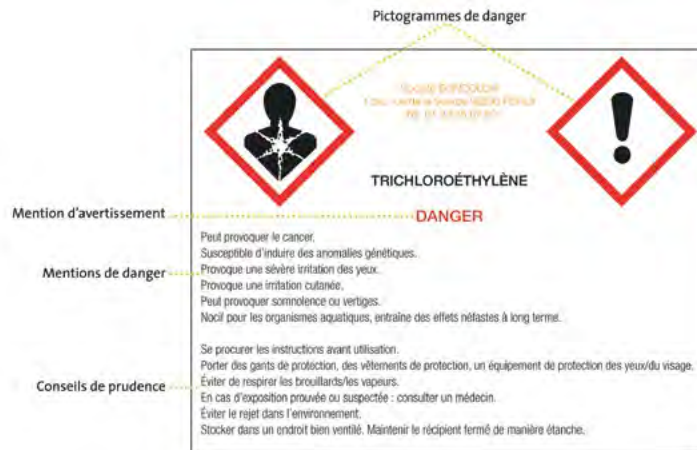 Pictogrammes de danger
TRICHLOROÉTHYLÈNE
Mention d'avertissement
DANGER
Peut provoquer le cancer.
Susceptible d'induire des anomalies génétiques.
Mentions de danger
Provoque une sévère irritation des yeux.
Provoque une irritation cutanée.
Peut provoquer somnolence ou vertiges.
Nocif pour les organismes aquatiques, entraîne des effets néfastes à long terme.
Se procurer les instructions avant utilisation.
Porter des gants de protection, des vêtements de protection, un équipement de protection des yeux/du visage.
Conseils de prudence
Éviter de respirer les brouillards/les vapeurs.
En cas d'exposition prouvée ou suspectée : consulter un médecin.
Éviter le rejet dans l'environnement.
Stocker dans un endroit bien ventilé. Maintenir le récipient fermé de manière étanche.